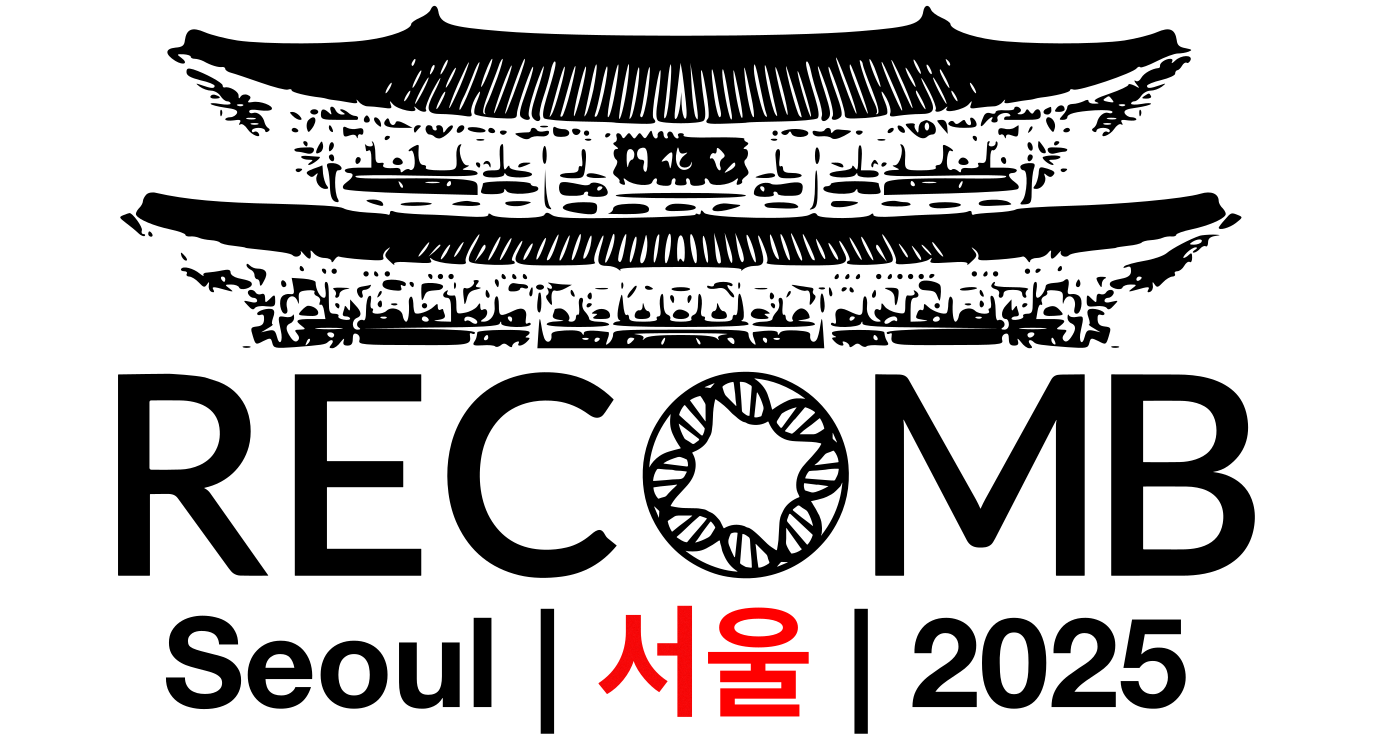 RECOMB
Seoul | 서울 | 2025